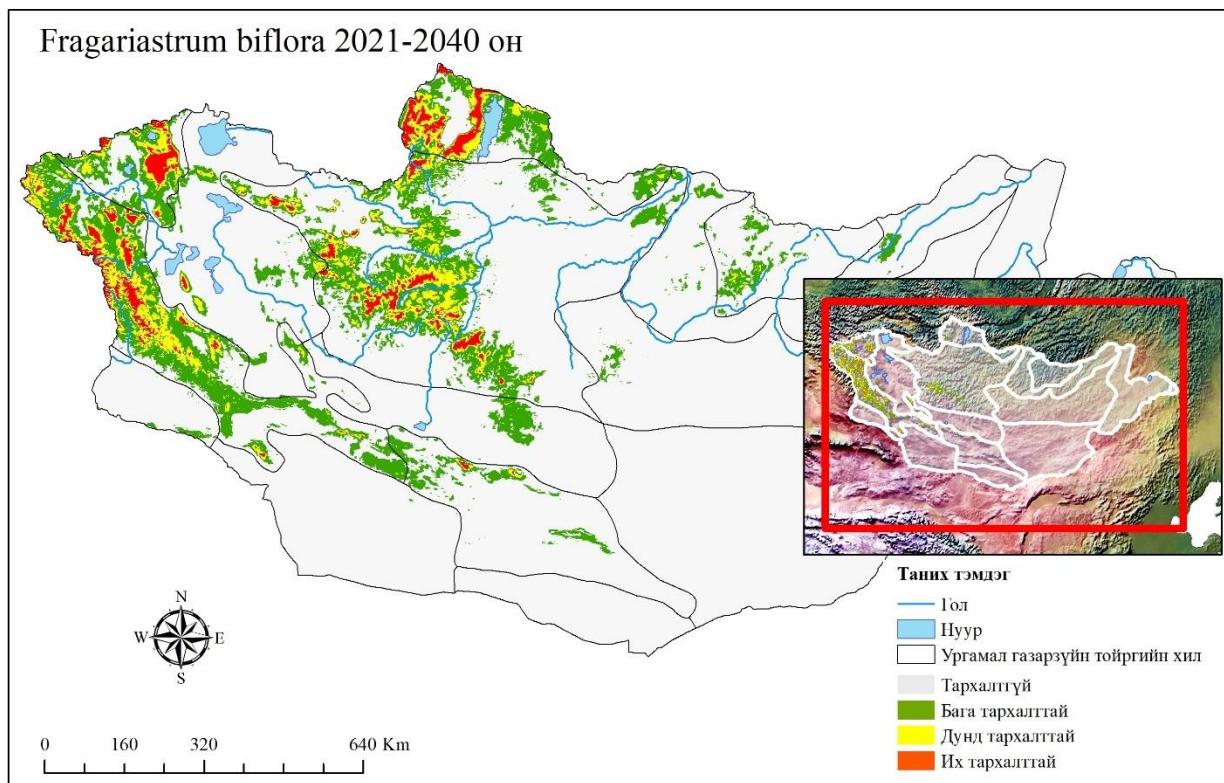 Fragariastrum biflora 2021-2040 он
N
W E
S
0 160 320 640 Km
Таних тэмдэг
Гол
Нуур
Ургамал газарзүйн тойргийн хил
Тархалтгүй
Бага тархалттай
Дунд тархалттай
Их тархалттай